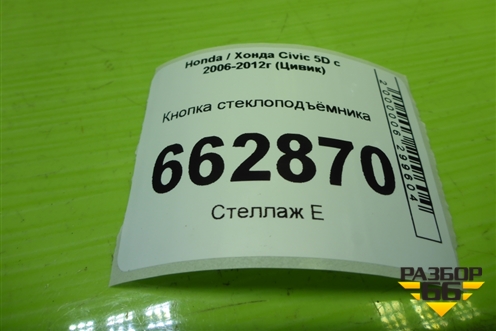 Honda / Хонда Civic 5D с
2006-2012г (Цивик)
Кнопка стеклоподъёмника
662870
Стеллаж Е
2000006299604
РАЗБОР
66